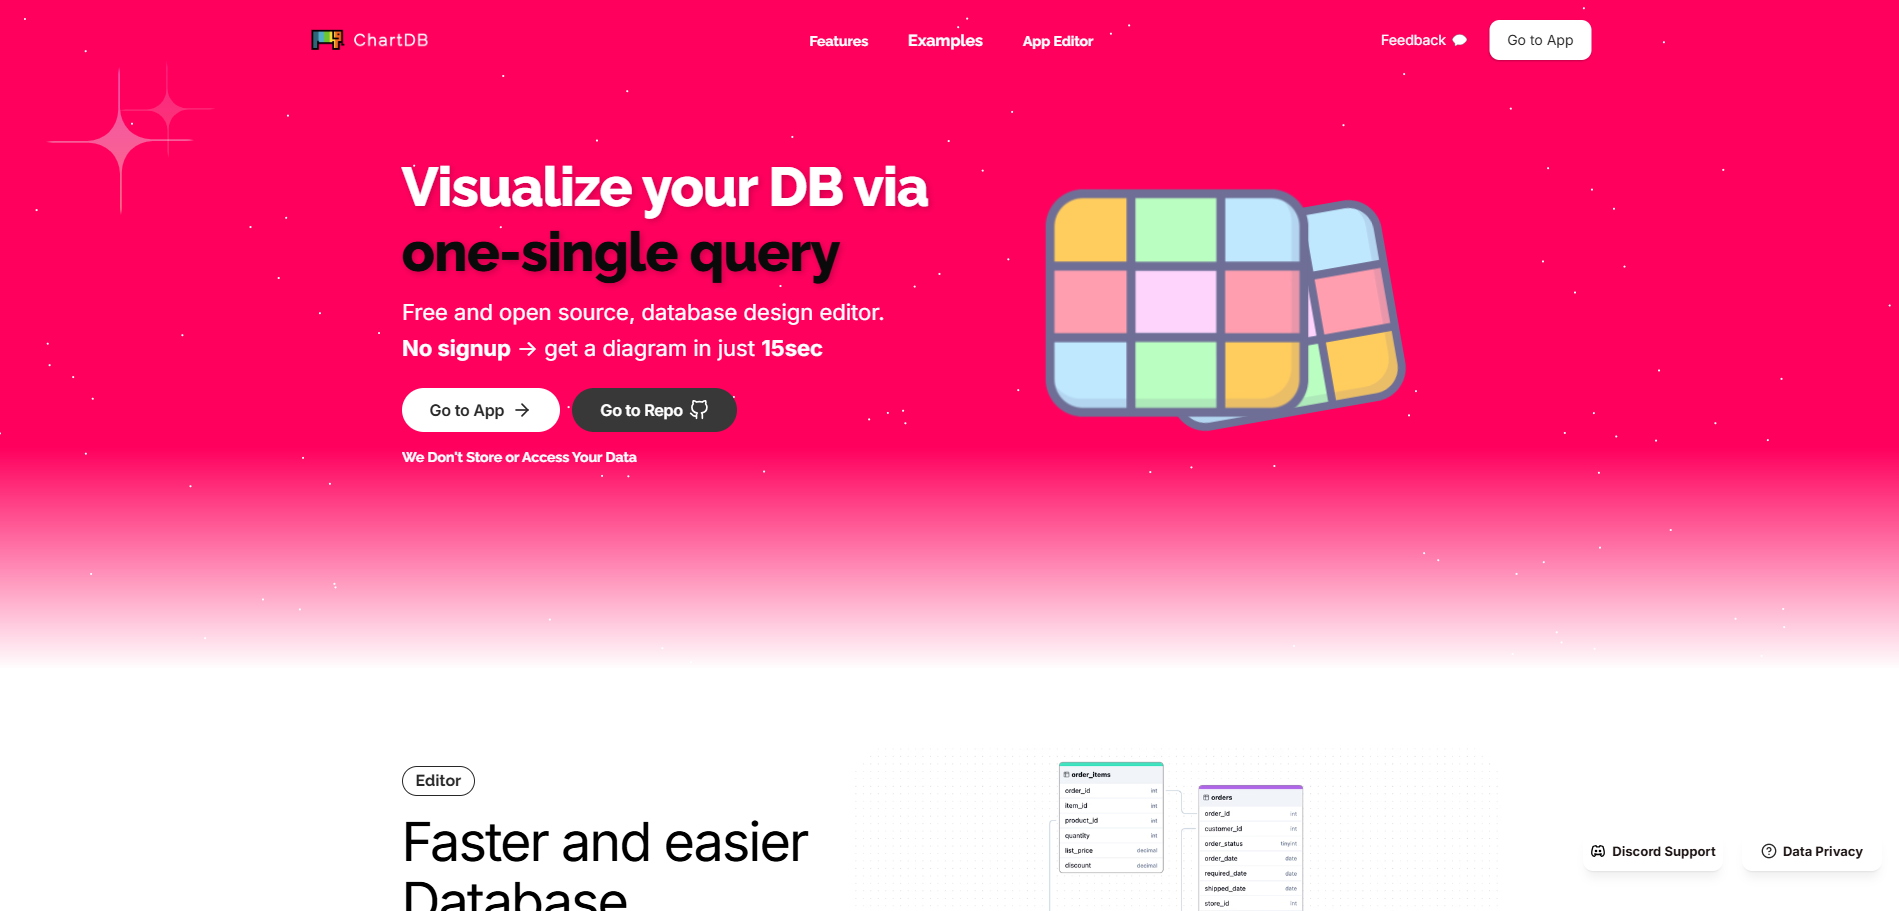 ChartDB
Features Examples App Editor
Feedback
Go to App
Visualize your DB via
one-single query
Free and open source, database design editor.
No signup → get a diagram in just 15sec
Go to App →
Go to Repo
We Don't Store or Access Your Data
Editor
Faster and easier
Database
order_items
order_id int
item_id int
product_id int
quantity int
list_price decimal
discount decimal
orders
order_id int
customer_id int
order_status tinyint
order_date date
required_date date
shipped_date date
store_id int
Discord Support
Data Privacy